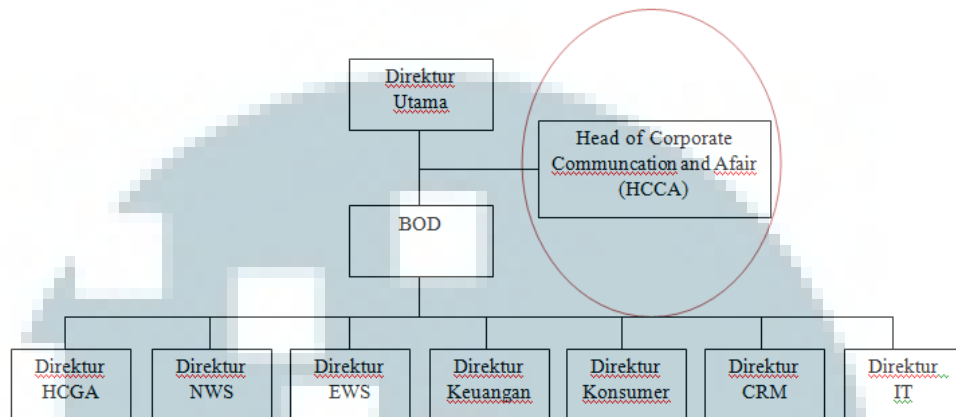 Direktur
Utama
Head of Corporate
Communcation and Afair
(HCCA)
BOD
Direktur
HCGA
Direktur
NWS
Direktur
EWS
Direktur
Keuangan
Direktur
Konsumer
Direktur
CRM
Direktur
IT